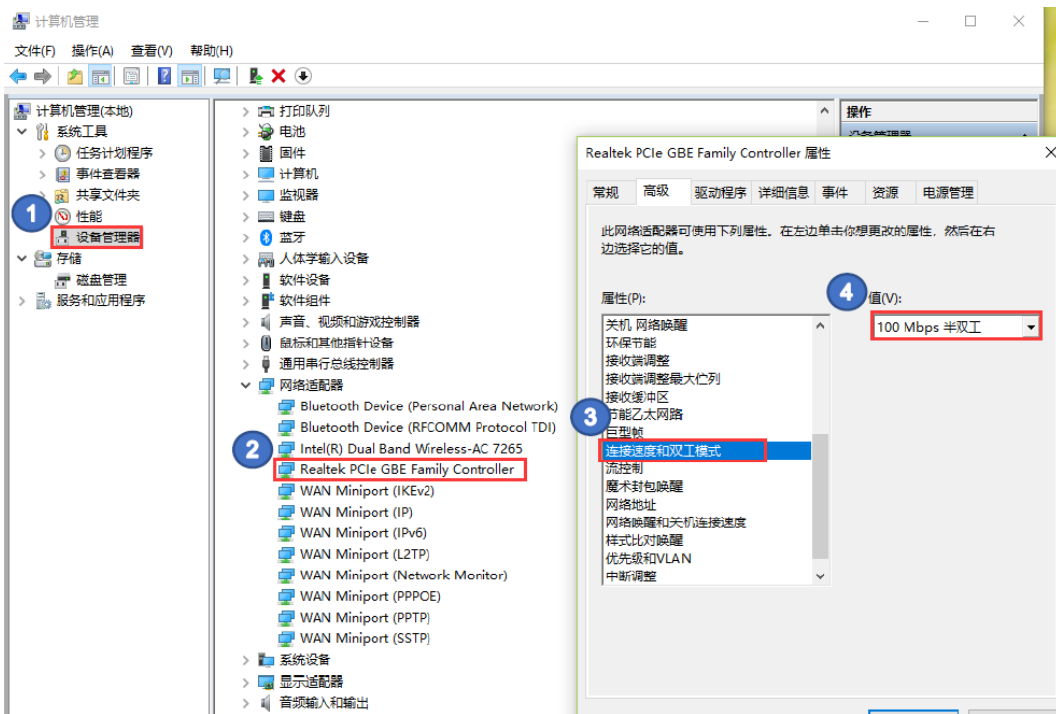 计算机管理
文件(F) 操作(A) 查看(V) 帮助(H)
计算机管理(本地)
系统工具
任务计划程序
事件查看器
共享文件夹
1
性能
设备管理器
存储
磁盘管理
服务和应用程序
打印队列
电池
固件
计算机
监视器
键盘
蓝牙
人体学输入设备
软件设备
软件组件
声音、视频和游戏控制器
鼠标和其他指针设备
通用串行总线控制器
网络适配器
Bluetooth Device (Personal Area Network)
Bluetooth Device (RFCOMM Protocol TDI)
2
Intel(R) Dual Band Wireless-AC 7265
Realtek PCIe GBE Family Controller
WAN Miniport (IKEv2)
WAN Miniport (IP)
WAN Miniport (IPv6)
WAN Miniport (L2TP)
WAN Miniport (Network Monitor)
WAN Miniport (PPPOE)
WAN Miniport (PPTP)
WAN Miniport (SSTP)
系统设备
显示适配器
音频输入和输出
操作
设备管理器
Realtek PCIe GBE Family Controller 属性
常规 高级 驱动程序 详细信息 事件 资源 电源管理
此网络适配器可使用下列属性。在左边单击你想更改的属性，然后在右
边选择它的值。
属性(P):
4
值(V):
100 Mbps 半双工
关机 网络唤醒
环保节能
接收端调整
接收端调整最大伫列
接收缓冲区
3
节能乙太网路
巨型帧
连接速度和双工模式
流控制
魔术封包唤醒
网络地址
网络唤醒和关机连接速度
样式比对唤醒
优先级和VLAN
中断调整